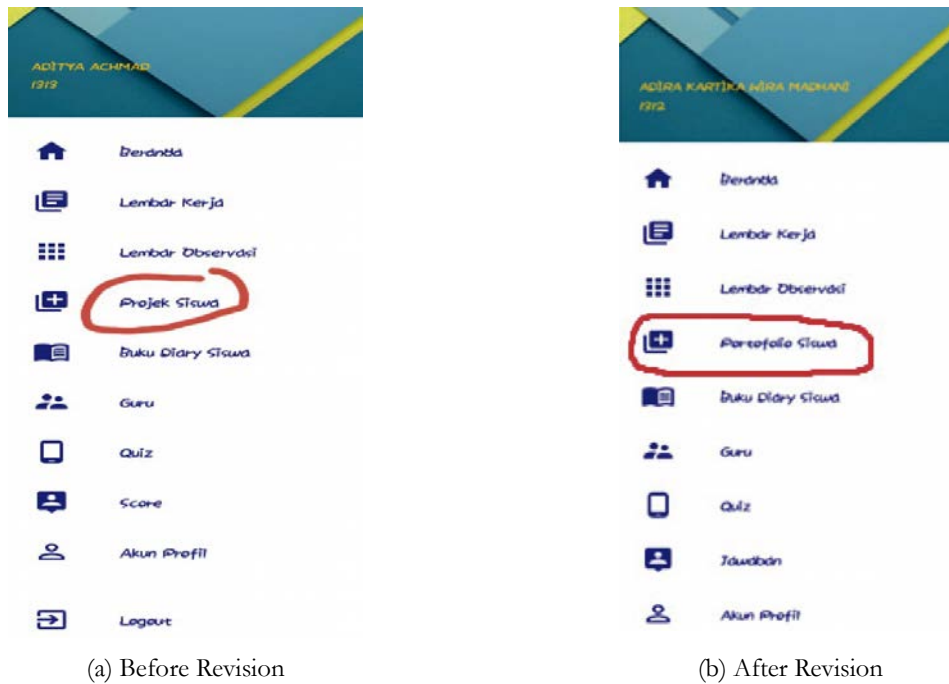 ADITYA ACHMAD
1313
Beranda
Lembar Kerja
Lembar Observasi
Projek Siswa
Buku Diary Siswa
Guru
Quiz
Score
Akun Profil
Logout
(a) Before Revision
ADIRA KARTIKA WIRA MADHANI
1312
Beranda
Lembar Kerja
Lembar Observasi
Portofolio Siswa
Buku Diary Siswa
Guru
Quiz
Jawaban
Akun Profil
(b) After Revision